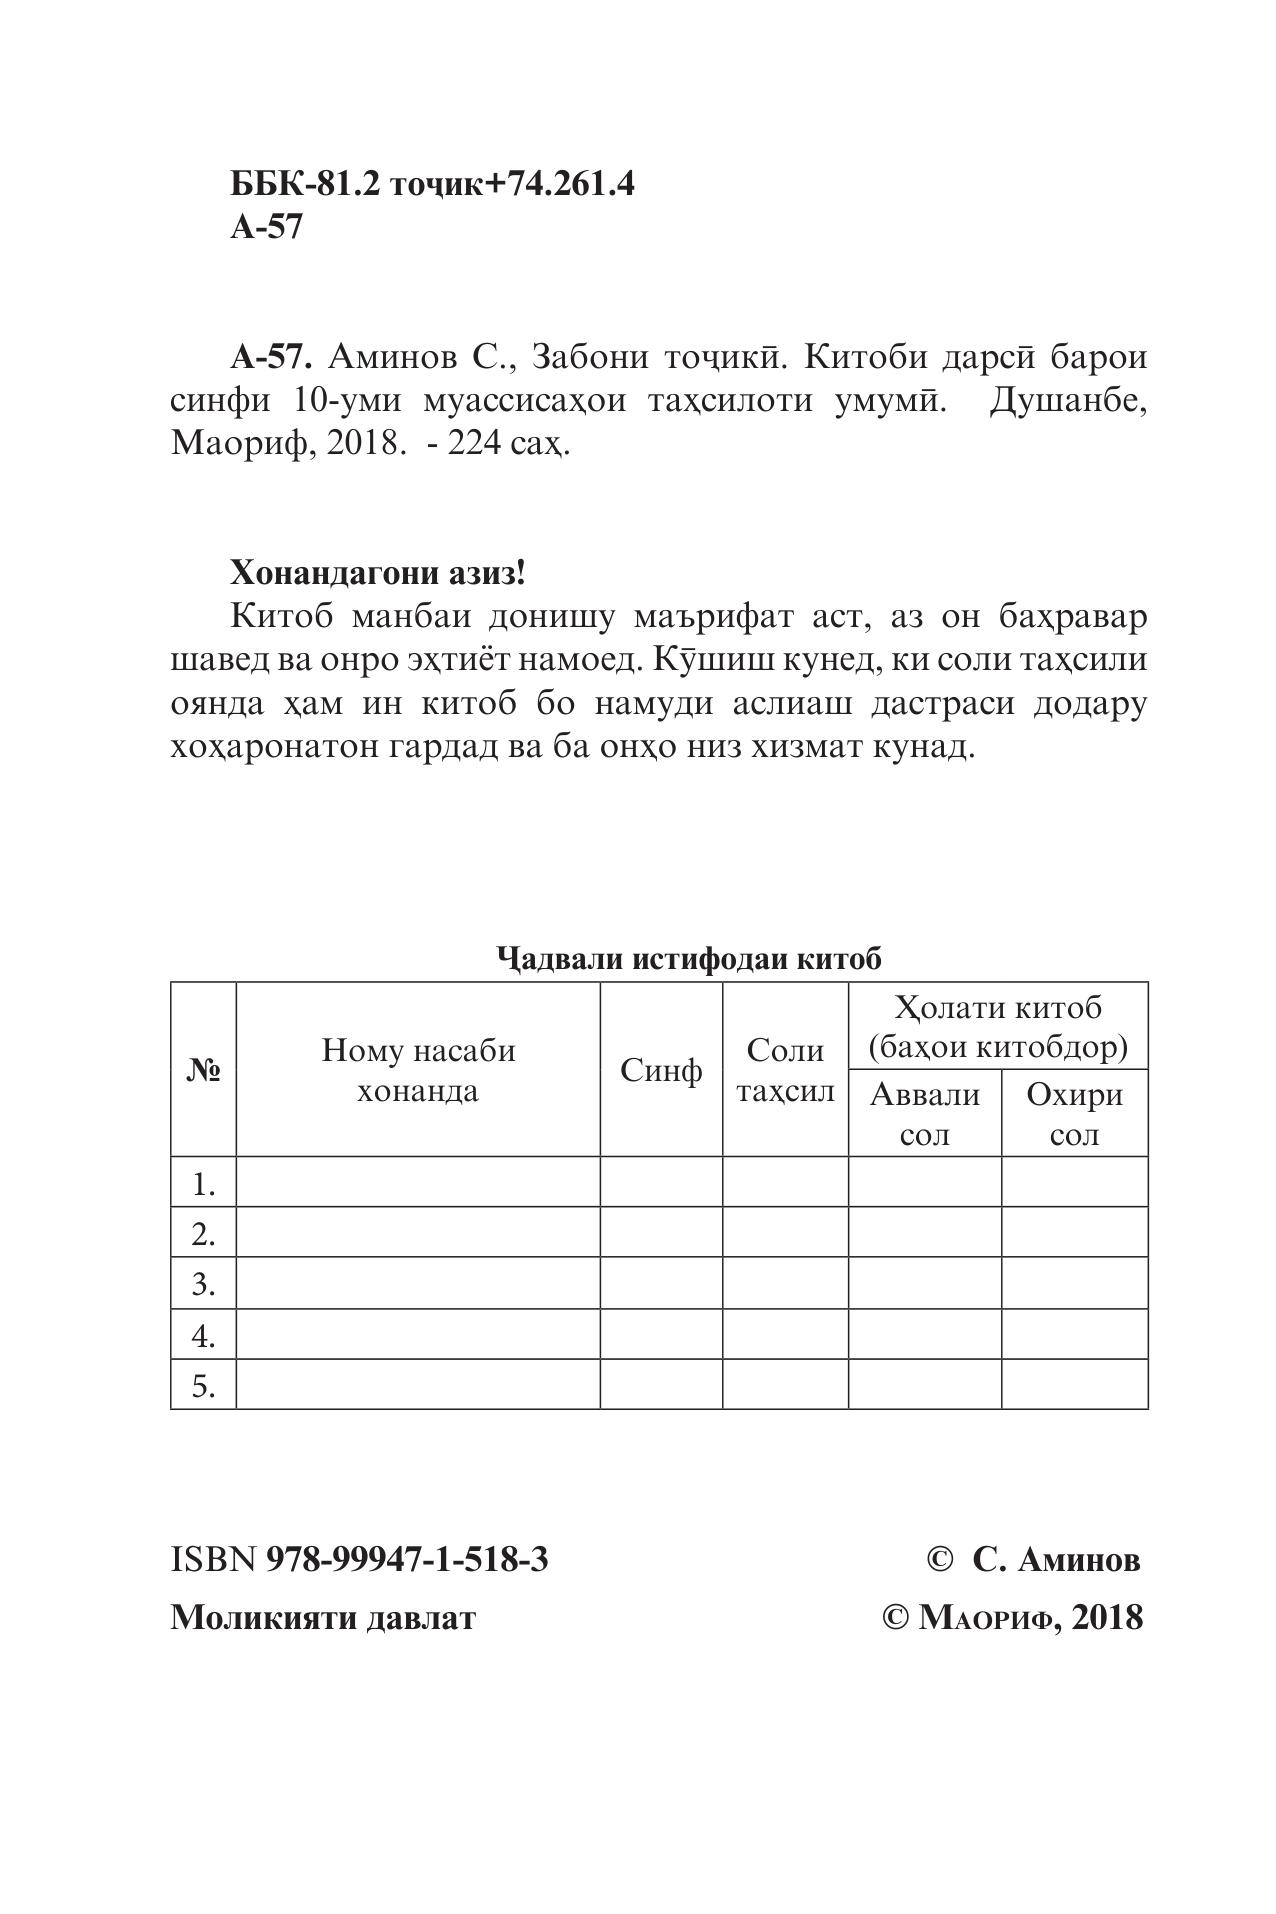 ББК-81.2 тоҷик+74.261.4
А-57
А-57. Аминов С., Забони тоҷикӣ. Китоби дарсӣ барои
синфи 10-уми муассисаҳои таҳсилоти умумӣ. Душанбе,
Маориф, 2018. - 224 саҳ.
Хонандагони азиз!
Китоб манбаи донишу маърифат аст, аз он баҳравар
шавед ва онро эҳтиёт намоед. Кӯшиш кунед, ки соли таҳсили
оянда ҳам ин китоб бо намуди аслиаш дастраси додару
хоҳаронатон гардад ва ба онҳо низ хизмат кунад.
Ҷадвали истифодаи китоб
№
Ному насаби
хонанда
Синф
Соли
таҳсил
Ҳолати китоб
(баҳои китобдор)
Аввали
сол
Охири
сол
1.
2.
3.
4.
5.
ISBN 978-99947-1-518-3 © С. Аминов
Моликияти давлат © Маориф, 2018